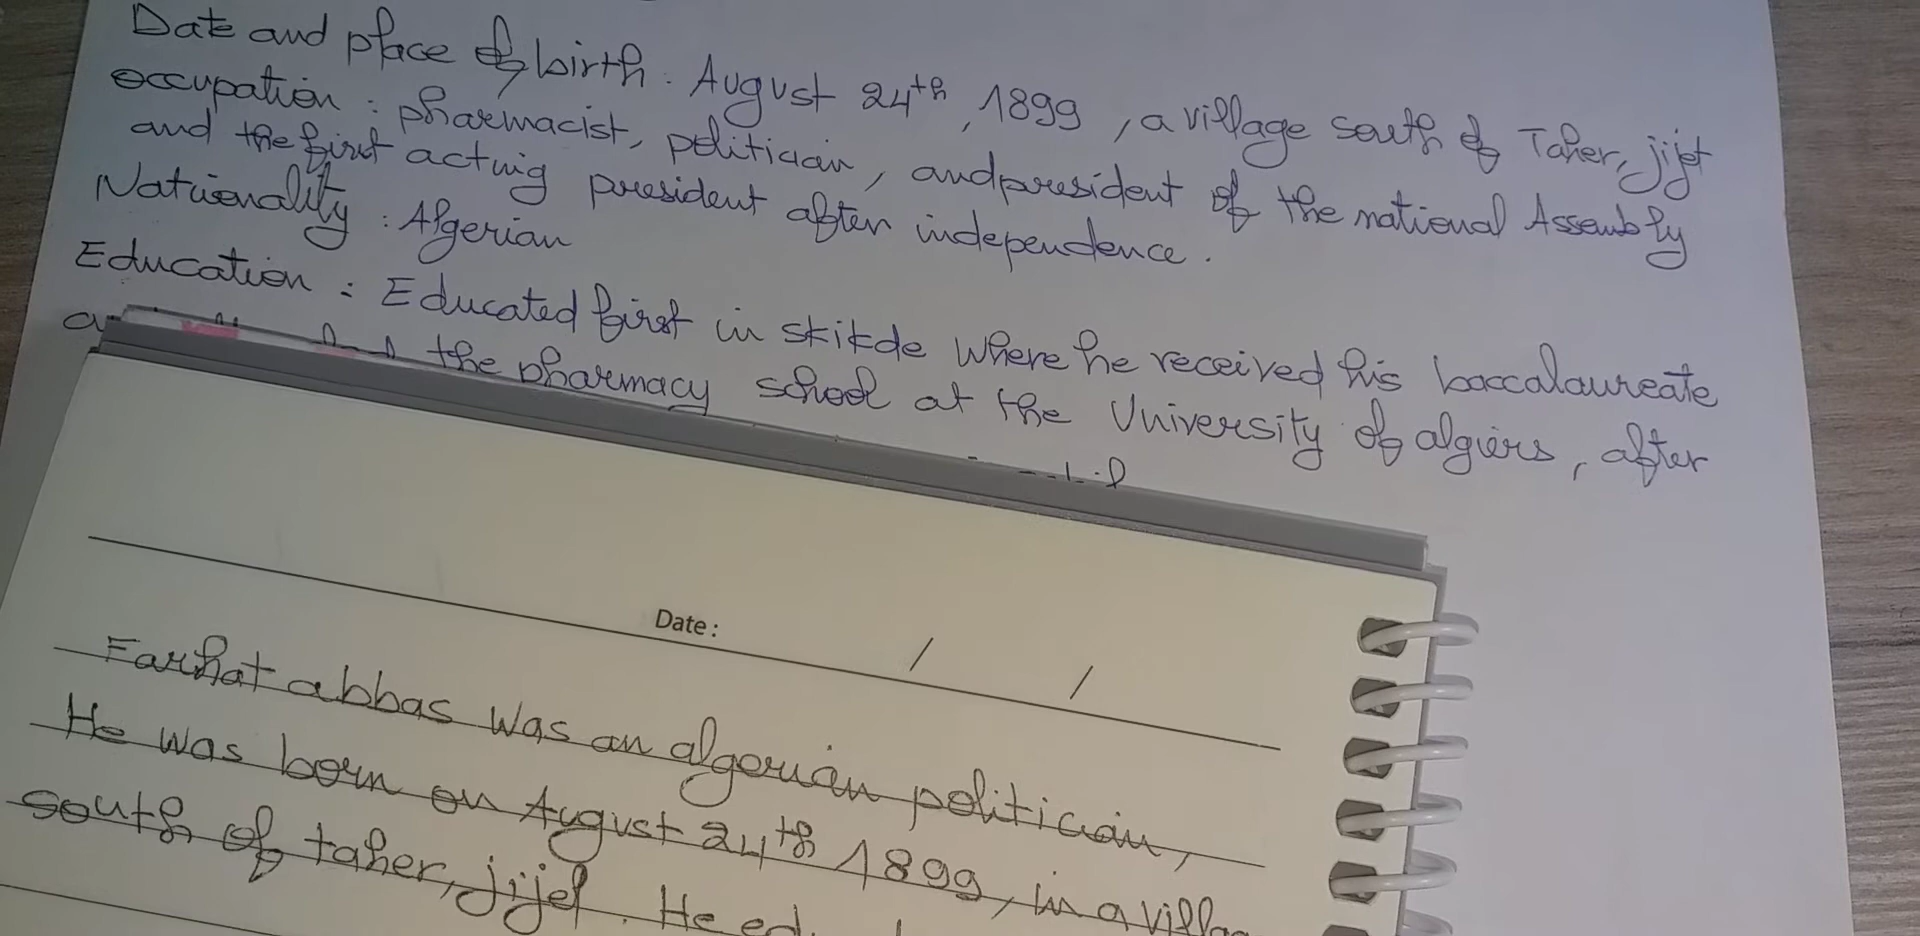 Date and place of birth : August 24th, 1899, a village south of Taher, jijel
occupation : pharmacist, politician, and president of the national Assembly
and the first acting president after independence.
Nationality : Algerian
Education : Educated first in skikde where he received his baccalaureate
the pharmacy school at the University of algiers, after
Date : / /
Farhat abbas was an algerian politician,
He was born on August 24th 1899, in a villag
south of taher, jijel. He ed